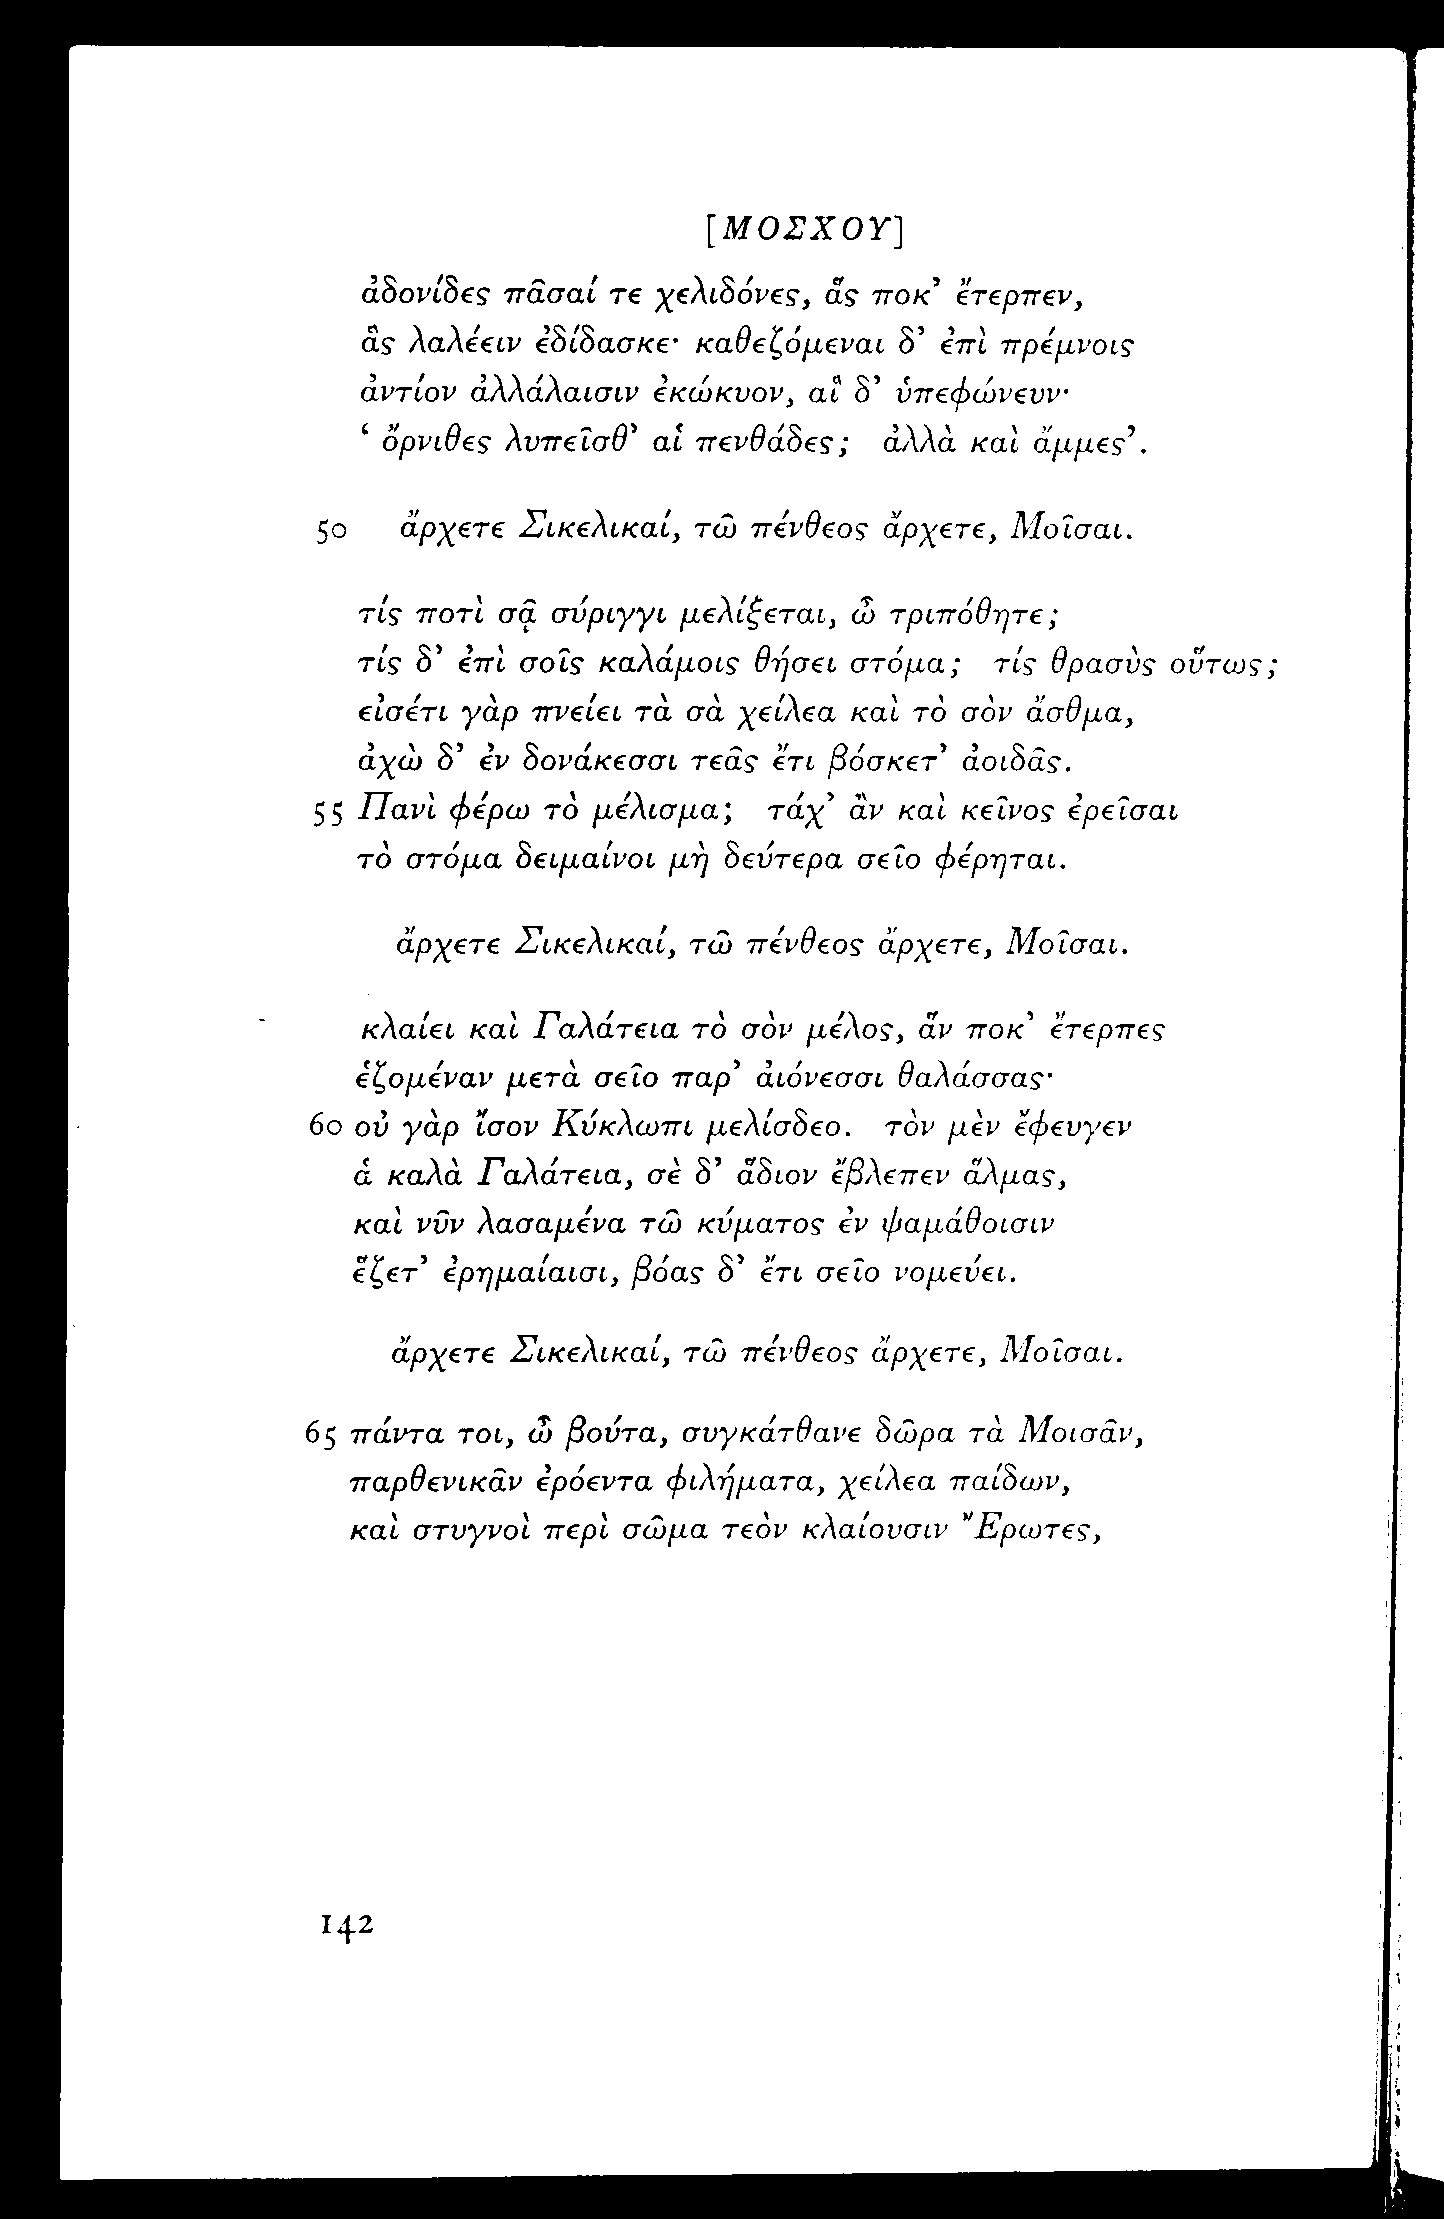 [ΜΟΣΧΟΥ]
ἀδονίδες πᾶσαί τε χελιδόνες, ἅς ποκ’ ἔτερπεν,
ἃς λαλέειν ἐδίδασκε· καθεζόμεναι δ’ ἐπὶ πρέμνοις
ἀντίον ἀλλάλαισιν ἐκώκυον, αἳ δ’ ὑπεφώνευν·
‘ ὄρνιθες λυπεῖσθ’ αἱ πενθάδες; ἀλλὰ καὶ ἄμμες’.
50 ἄρχετε Σικελικαί, τῶ πένθεος ἄρχετε, Μοῖσαι.
τίς ποτὶ σᾷ σύριγγι μελίξεται, ὦ τριπόθητε;
τίς δ’ ἐπὶ σοῖς καλάμοις θήσει στόμα; τίς θρασὺς οὕτως;
εἰσέτι γὰρ πνείει τὰ σὰ χείλεα καὶ τὸ σὸν ἄσθμα,
ἀχὼ δ’ ἐν δονάκεσσι τεᾶς ἔτι βόσκετ’ ἀοιδᾶς.
55 Πανὶ φέρω τὸ μέλισμα; τάχ’ ἂν καὶ κεῖνος ἐρεῖσαι
τὸ στόμα δειμαίνοι μὴ δεύτερα σεῖο φέρηται.
ἄρχετε Σικελικαί, τῶ πένθεος ἄρχετε, Μοῖσαι.
κλαίει καὶ Γαλάτεια τὸ σὸν μέλος, ἅν ποκ’ ἔτερπες
ἑζομέναν μετὰ σεῖο παρ’ ἀιόνεσσι θαλάσσας·
60 οὐ γὰρ ἴσον Κύκλωπι μελίσδεο. τὸν μὲν ἔφευγεν
ἁ καλὰ Γαλάτεια, σὲ δ’ ἅδιον ἔβλεπεν ἅλμας,
καὶ νῦν λασαμένα τῶ κύματος ἐν ψαμάθοισιν
ἕζετ’ ἐρημαίαισι, βόας δ’ ἔτι σεῖο νομεύει.
ἄρχετε Σικελικαί, τῶ πένθεος ἄρχετε, Μοῖσαι.
65 πάντα τοι, ὦ βούτα, συγκάτθανε δῶρα τὰ Μοισᾶν,
παρθενικᾶν ἐρόεντα φιλήματα, χείλεα παίδων,
καὶ στυγνοὶ περὶ σῶμα τεὸν κλαίουσιν Ἔρωτες,
142